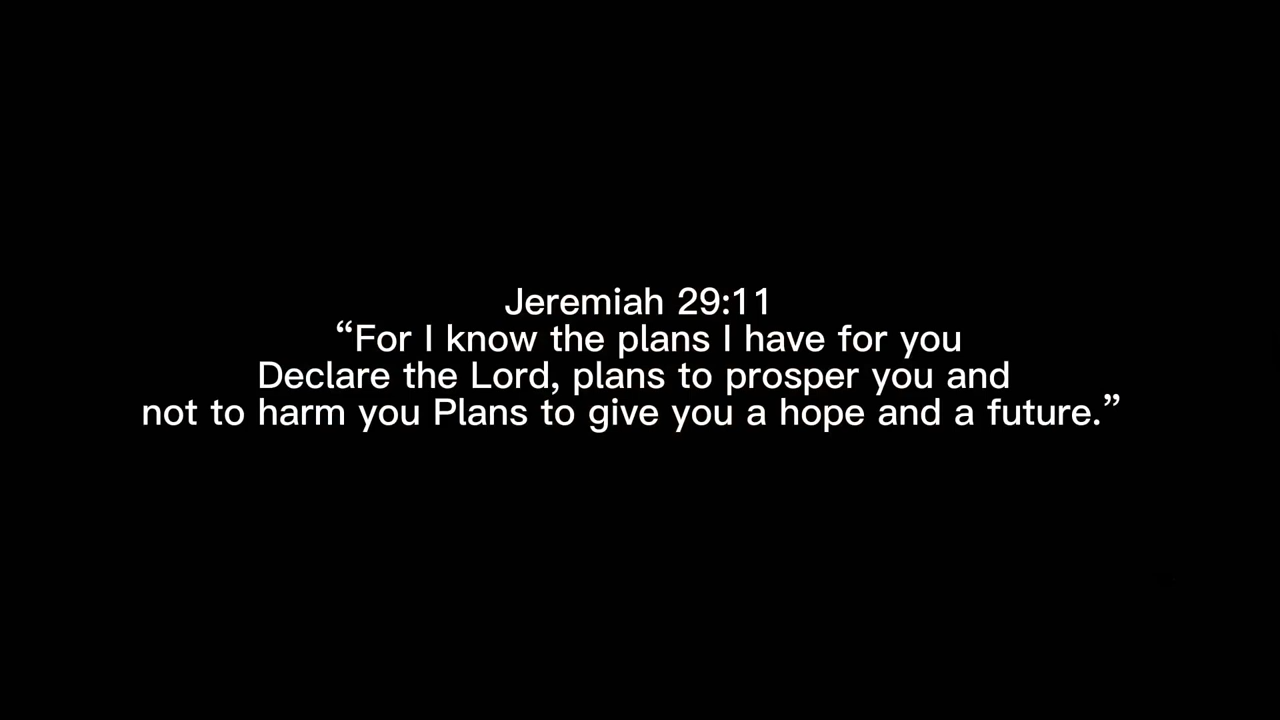 Jeremiah 29:11
“For I know the plans I have for you
Declare the Lord, plans to prosper you and
not to harm you Plans to give you a hope and a future.”